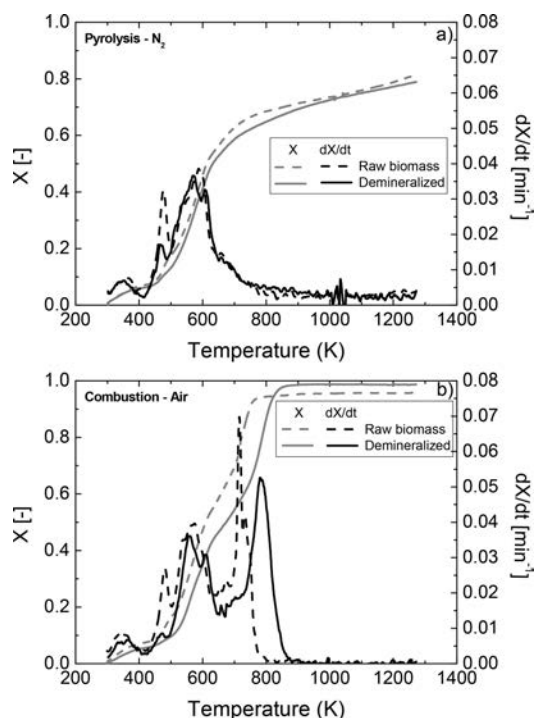 Pyrolysis - N₂
a)
X [-]
1.0
0.8
0.6
0.4
0.2
0.0
X dX/dt
Raw biomass
Demineralized
0.08
0.07
0.06
0.05
0.04
0.03
0.02
0.01
0.00
dX/dt [min⁻¹]
200 400 600 800 1000 1200 1400
Temperature (K)
Combustion - Air
b)
X [-]
1.0
0.8
0.6
0.4
0.2
0.0
X dX/dt
Raw biomass
Demineralized
0.08
0.07
0.06
0.05
0.04
0.03
0.02
0.01
0.00
dX/dt [min⁻¹]
200 400 600 800 1000 1200 1400
Temperature (K)